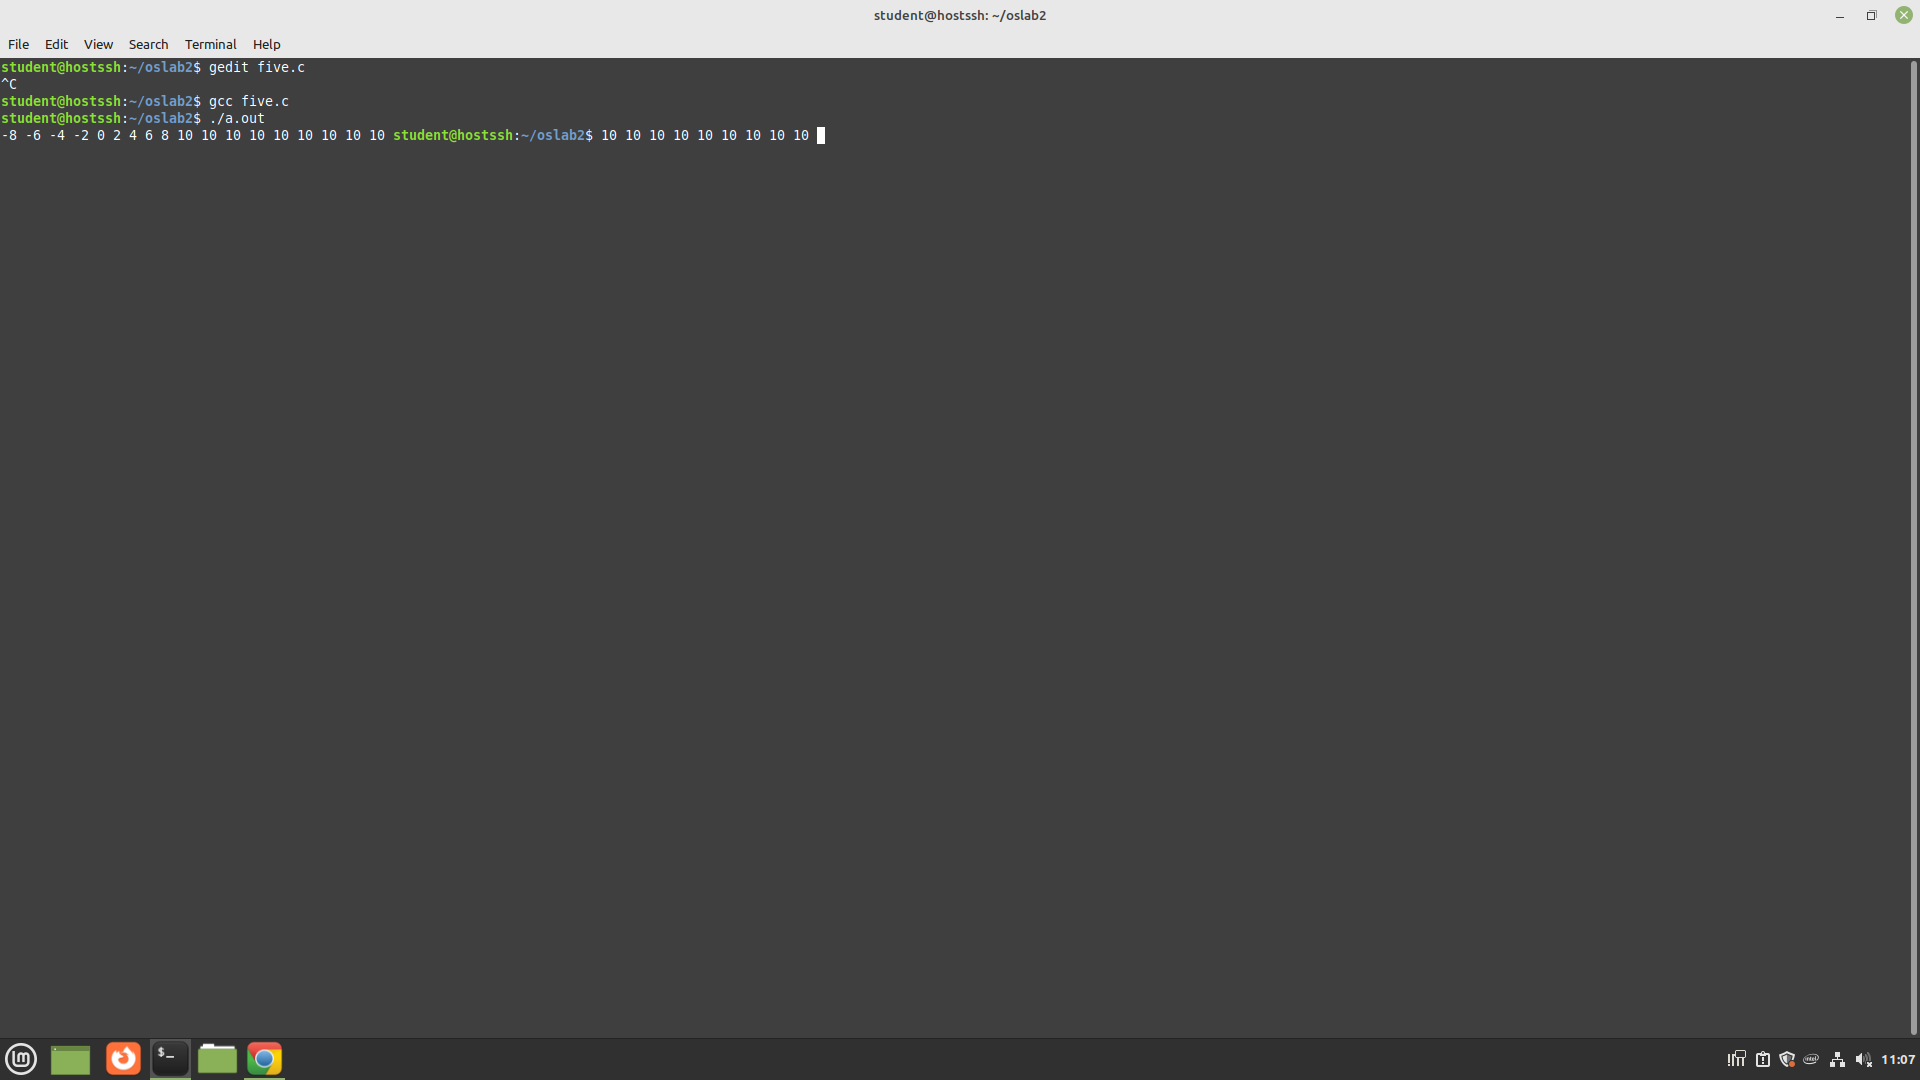 student@hostssh: ~/oslab2
File Edit View Search Terminal Help
student@hostssh:~/oslab2$ gedit five.c
^C
student@hostssh:~/oslab2$ gcc five.c
student@hostssh:~/oslab2$ ./a.out
-8 -6 -4 -2 0 2 4 6 8 10 10 10 10 10 10 10 10 10 student@hostssh:~/oslab2$ 10 10 10 10 10 10 10 10 10
11:07